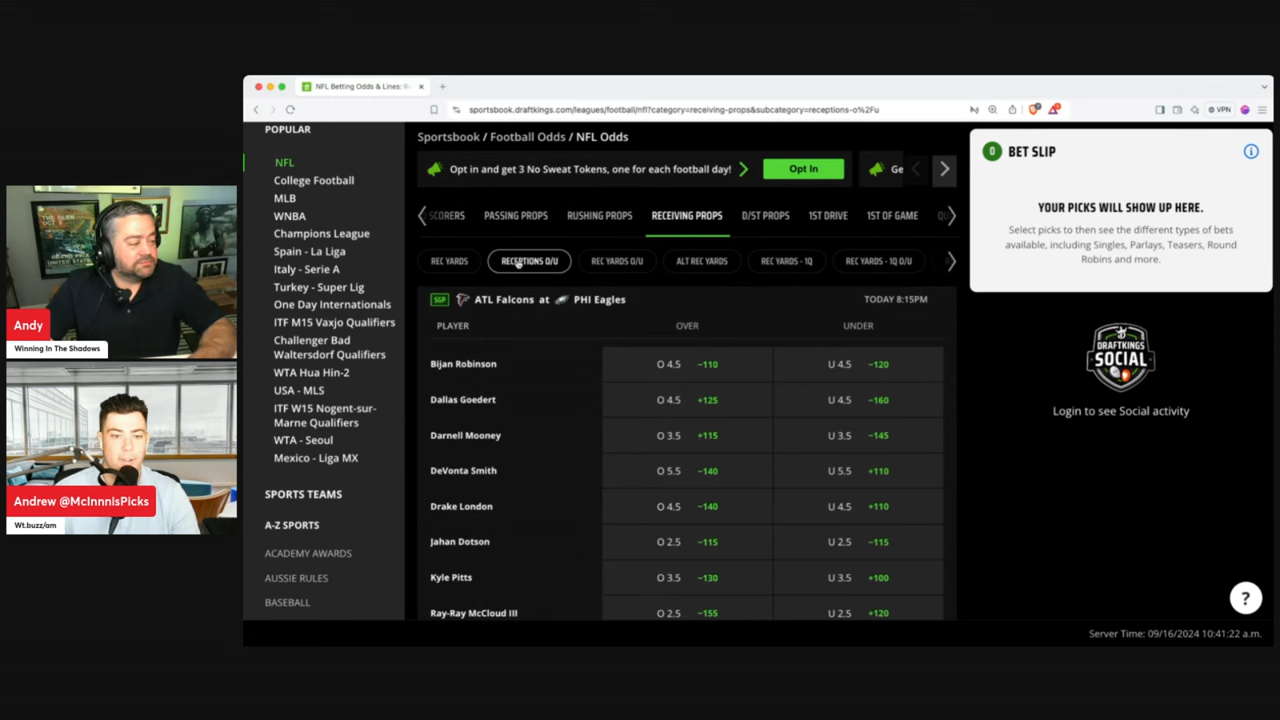 NFL Betting Odds & Lines: R
sportsbook.draftkings.com/leagues/football/nfl?category=receiving-props&subcategory=receptions-o%2Fu
VPN
POPULAR
NFL
College Football
MLB
WNBA
Champions League
Spain - La Liga
Italy - Serie A
Turkey - Super Lig
One Day Internationals
ITF M15 Vaxjo Qualifiers
Challenger Bad
Waltersdorf Qualifiers
WTA Hua Hin-2
USA - MLS
ITF W15 Nogent-sur-
Marne Qualifiers
WTA - Seoul
Mexico - Liga MX
SPORTS TEAMS
A-Z SPORTS
ACADEMY AWARDS
AUSSIE RULES
BASEBALL
Sportsbook / Football Odds / NFL Odds
Opt in and get 3 No Sweat Tokens, one for each football day!
Opt In
Ge
SCORERS PASSING PROPS RUSHING PROPS RECEIVING PROPS D/ST PROPS 1ST DRIVE 1ST OF GAME QU
REC YARDS RECEPTIONS O/U REC YARDS O/U ALT REC YARDS REC YARDS - 1Q REC YARDS - 1Q O/U
SGP ATL Falcons at PHI Eagles TODAY 8:15PM
PLAYER OVER UNDER
Bijan Robinson O 4.5 −110 U 4.5 −120
Dallas Goedert O 4.5 +125 U 4.5 −160
Darnell Mooney O 3.5 +115 U 3.5 −145
DeVonta Smith O 5.5 −140 U 5.5 +110
Drake London O 4.5 −140 U 4.5 +110
Jahan Dotson O 2.5 −115 U 2.5 −115
Kyle Pitts O 3.5 −130 U 3.5 +100
Ray-Ray McCloud III O 2.5 −155 U 2.5 +120
0 BET SLIP
YOUR PICKS WILL SHOW UP HERE.
Select picks to then see the different types of bets
available, including Singles, Parlays, Teasers, Round
Robins and more.
DRAFTKINGS
SOCIAL
Login to see Social activity
?
Server Time: 09/16/2024 10:41:22 a.m.
Andy
Winning In The Shadows
Andrew @McInnnisPicks
Wt.buzz/am